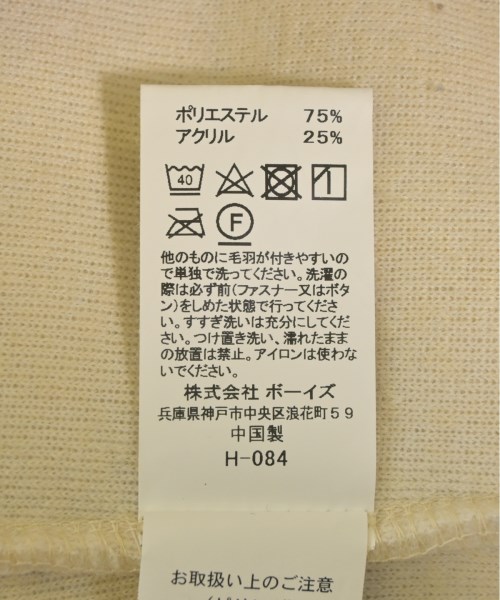 ポリエステル 75%
アクリル 25%
40
F
他のものに毛羽が付きやすいの
で単独で洗ってください。洗濯の
際は必ず前(ファスナー又はボタ
ン)をしめた状態で行ってくださ
い。すすぎ洗いは充分にしてくだ
さい。つけ置き洗い、濡れたまま
の放置は禁止。アイロンは使わな
いでください。
株式会社 ボーイズ
兵庫県神戸市中央区浪花町59
中国製
H-084
お取扱い上のご注意